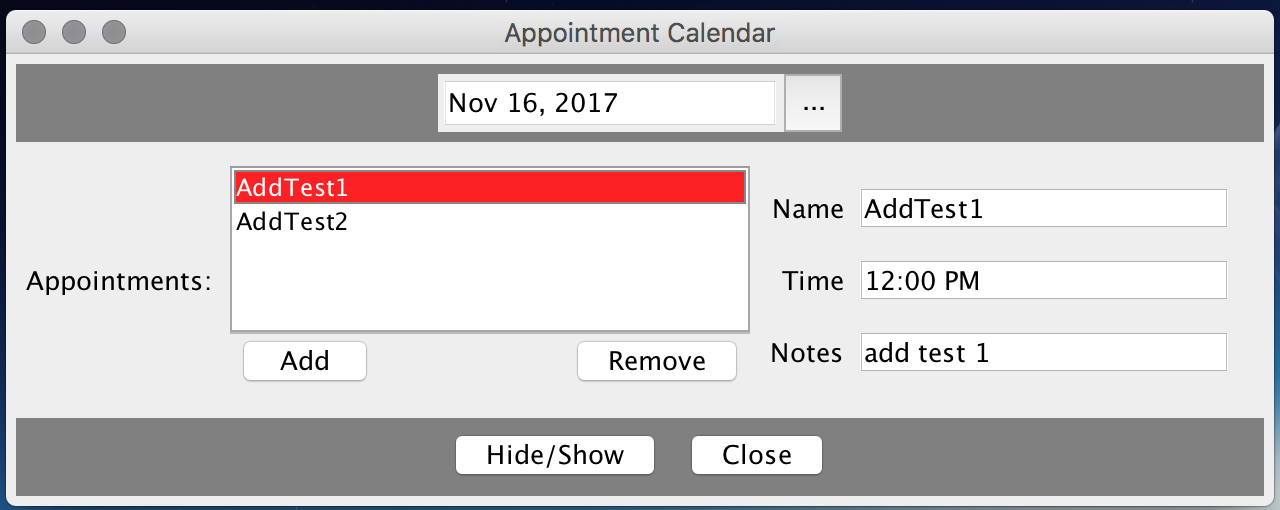 Appointment Calendar
Nov 16, 2017
...
AddTest1
AddTest2
Appointments:
Add
Remove
Name
AddTest1
Time
12:00 PM
Notes
add test 1
Hide/Show
Close